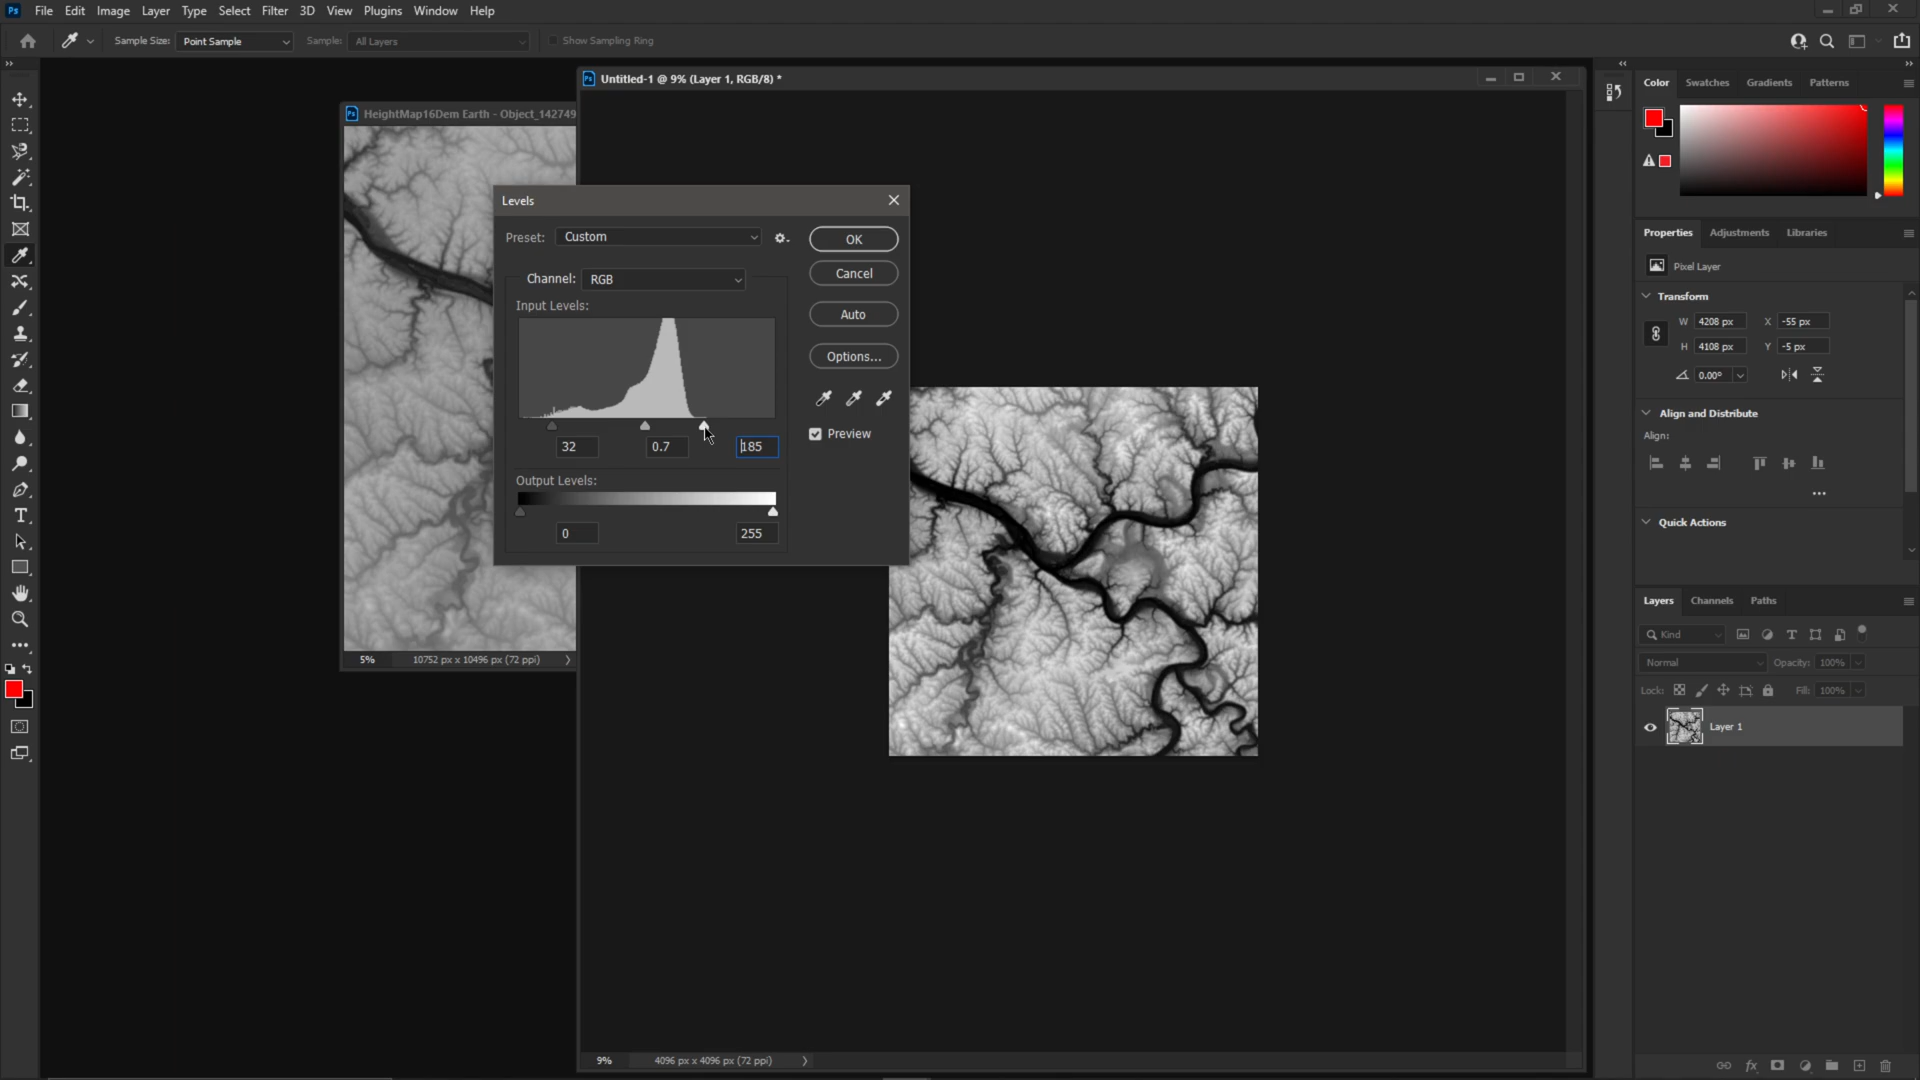 Ps File Edit Image Layer Type Select Filter 3D View Plugins Window Help
Sample Size: Point Sample Sample: All Layers Show Sampling Ring
Ps Untitled-1 @ 9% (Layer 1, RGB/8) *
Ps HeightMap16Dem Earth - Object_142749
Levels
Preset: Custom
OK
Channel: RGB
Cancel
Input Levels:
Auto
Options...
Preview
32 0.7 185
Output Levels:
0 255
5% 10752 px x 10496 px (72 ppi)
9% 4096 px x 4096 px (72 ppi)
T
Color Swatches Gradients Patterns
Properties Adjustments Libraries
Pixel Layer
Transform
W 4208 px X -55 px
H 4108 px Y -5 px
0.00°
Align and Distribute
Align:
Quick Actions
Layers Channels Paths
Kind T
Normal Opacity: 100%
Lock: Fill: 100%
Layer 1
fx